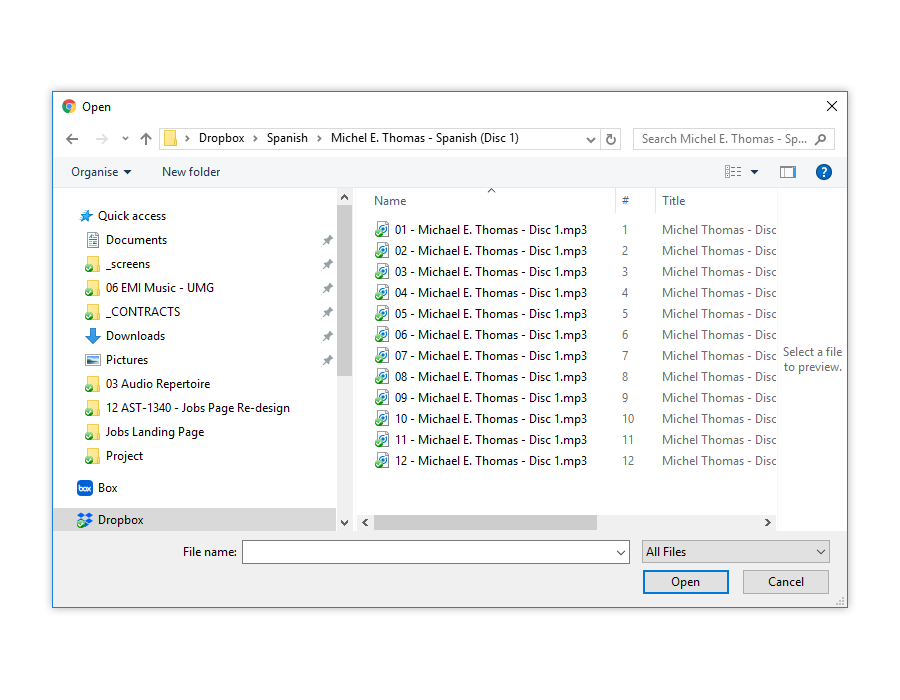 Open
Dropbox Spanish Michel E. Thomas - Spanish (Disc 1)
Search Michel E. Thomas - Sp...
Organise New folder
?
Quick access
Documents
_screens
06 EMI Music - UMG
_CONTRACTS
Downloads
Pictures
03 Audio Repertoire
12 AST-1340 - Jobs Page Re-design
Jobs Landing Page
Project
box Box
Dropbox
Name # Title
01 - Michael E. Thomas - Disc 1.mp3 1 Michel Thomas - Disc
02 - Michael E. Thomas - Disc 1.mp3 2 Michel Thomas - Disc
03 - Michael E. Thomas - Disc 1.mp3 3 Michel Thomas - Disc
04 - Michael E. Thomas - Disc 1.mp3 4 Michel Thomas - Disc
05 - Michael E. Thomas - Disc 1.mp3 5 Michel Thomas - Disc
06 - Michael E. Thomas - Disc 1.mp3 6 Michel Thomas - Disc
07 - Michael E. Thomas - Disc 1.mp3 7 Michel Thomas - Disc
08 - Michael E. Thomas - Disc 1.mp3 8 Michel Thomas - Disc
09 - Michael E. Thomas - Disc 1.mp3 9 Michel Thomas - Disc
10 - Michael E. Thomas - Disc 1.mp3 10 Michel Thomas - Disc
11 - Michael E. Thomas - Disc 1.mp3 11 Michel Thomas - Disc
12 - Michael E. Thomas - Disc 1.mp3 12 Michel Thomas - Disc
Select a file
to preview.
File name:
All Files
Open Cancel